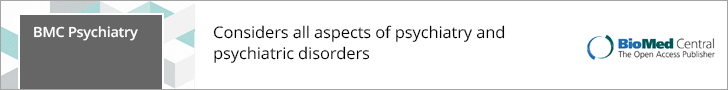 BMC Psychiatry
Considers all aspects of psychiatry and
psychiatric disorders
BioMed Central
The Open Access Publisher